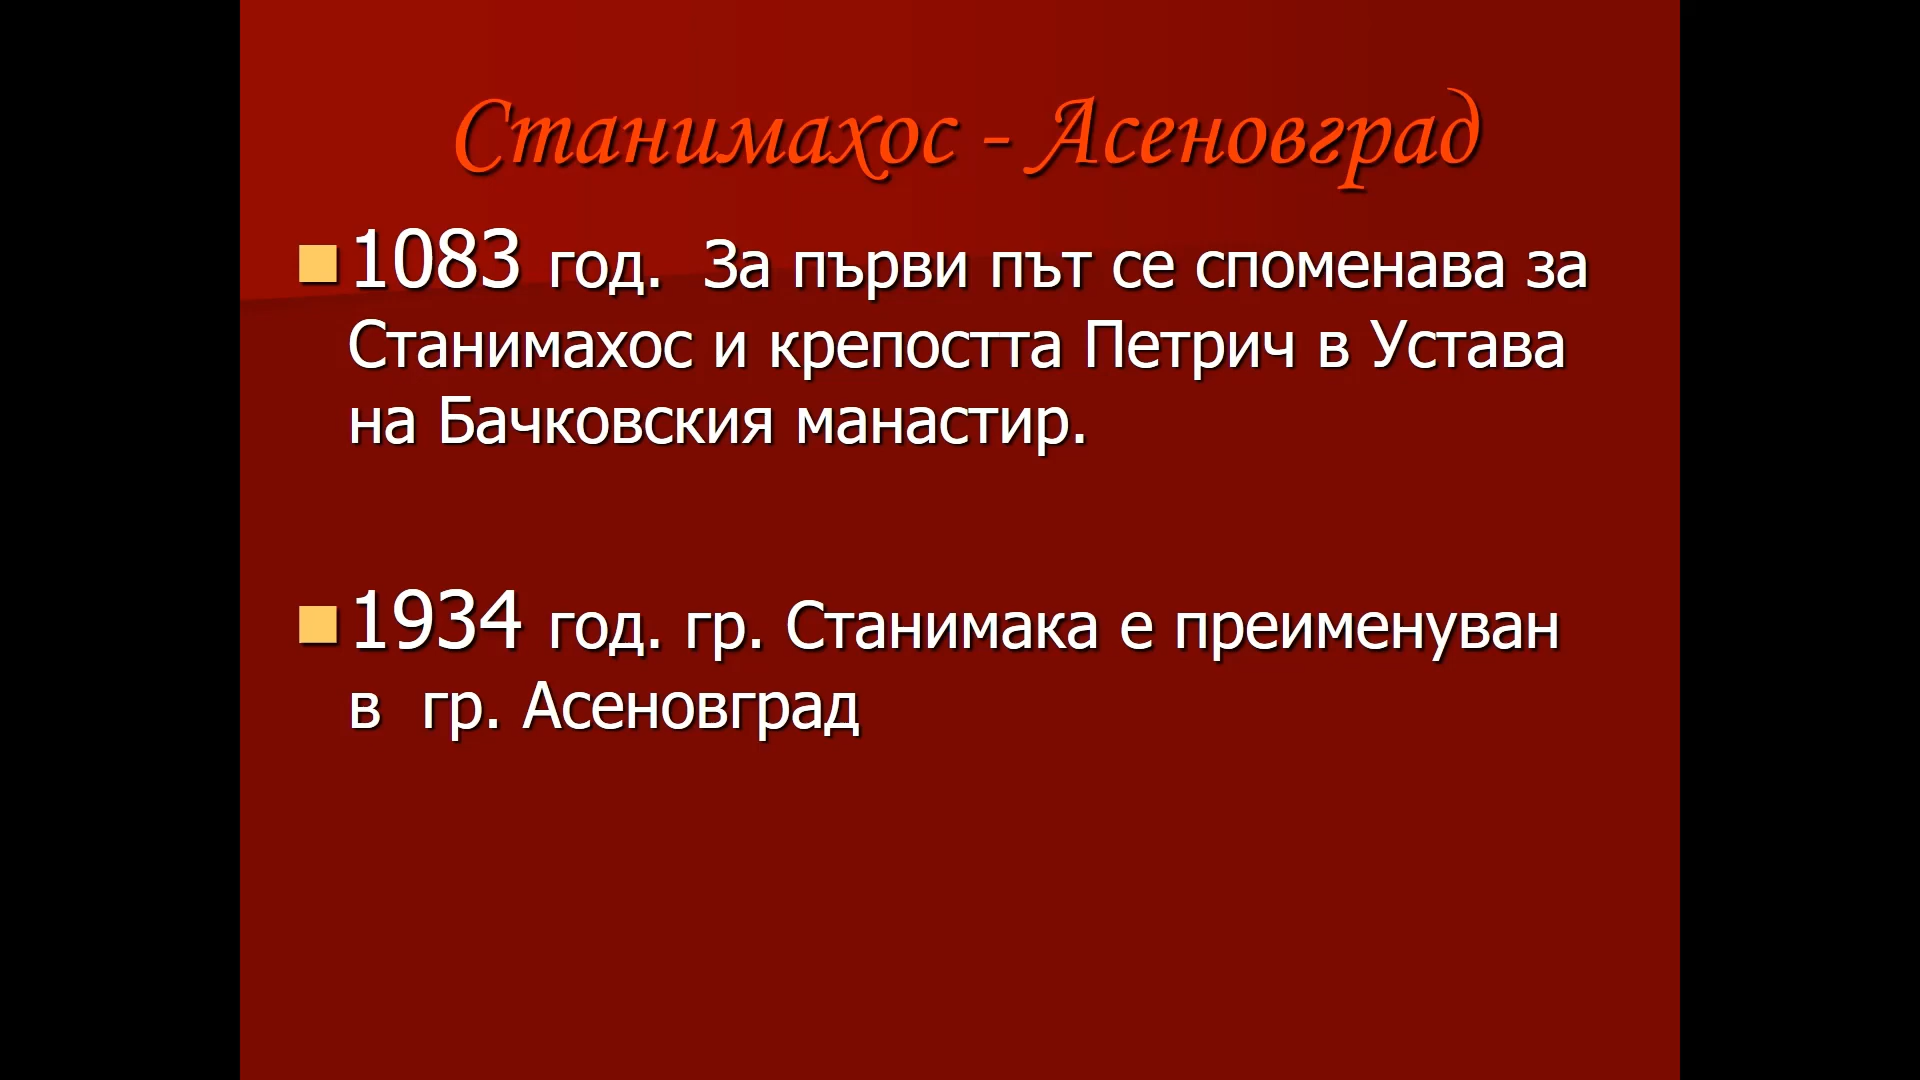 Станимахос - Асеновград
1083 год.  За първи път се споменава за
Станимахос и крепостта Петрич в Устава
на Бачковския манастир.
1934 год. гр. Станимака е преименуван
в  гр. Асеновград